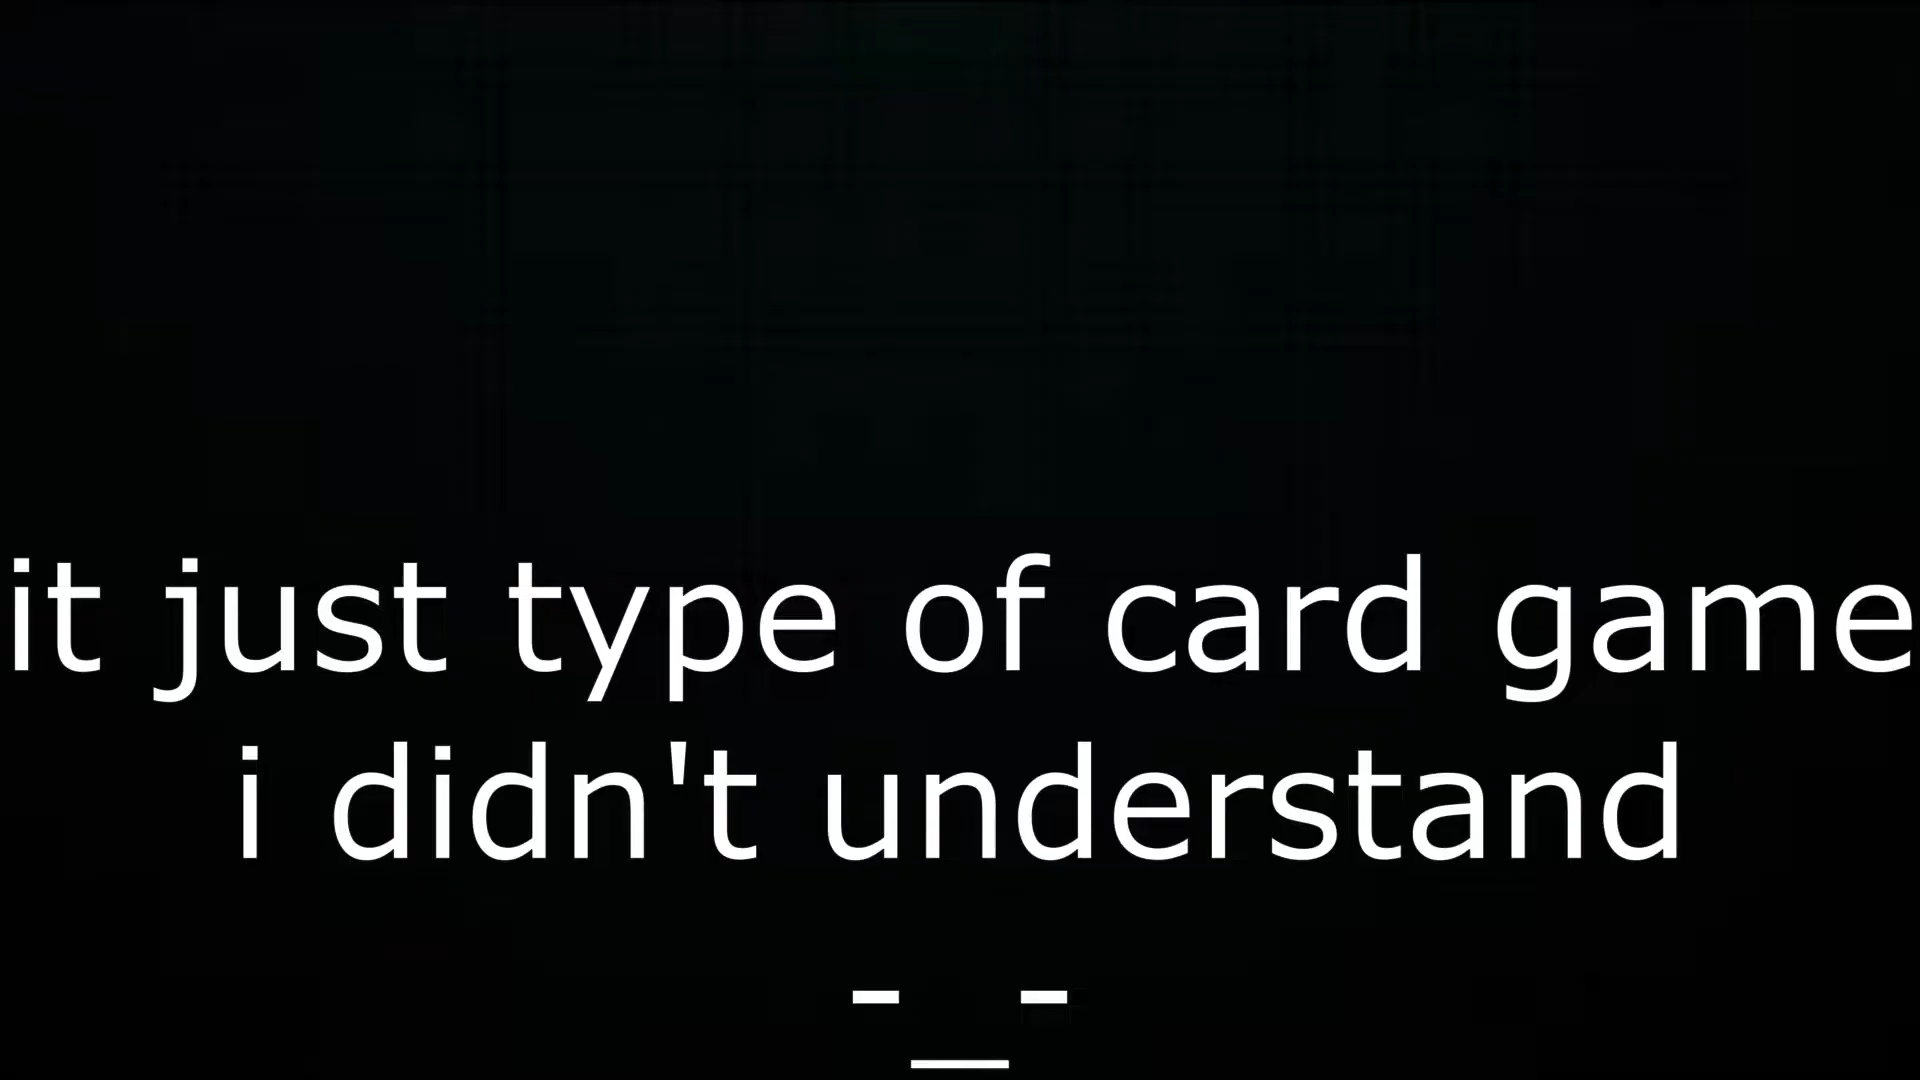 it just type of card game
i didn't understand
-_-